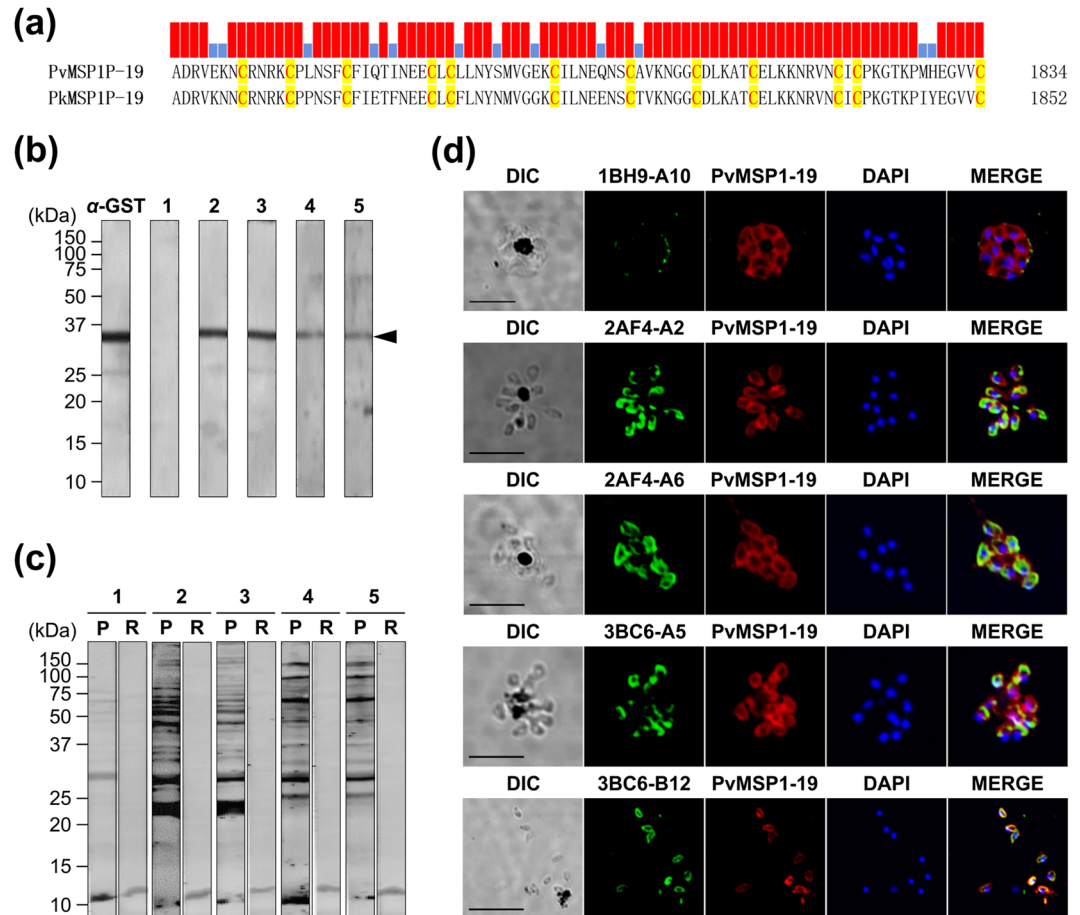 (a)
PvMSP1P-19 ADRVEKNCRNRKCPLNSFCFIQTINEECLCLLNYSMVGEKCILNEQNSCAVKNGGCDLKATCELKKNRVNCICPKGTKPMHEGVVC 1834
PkMSP1P-19 ADRVKNNCRNRKCPPNSFCFIETFNEECLCFLNYNMVGGKCILNEENSCTVKNGGCDLKATCELKKNRVNCICPKGTKPIYEGVVC 1852
(b)
(kDa) α-GST 1 2 3 4 5
150
100
75
50
37
25
20
15
10
(c)
1 2 3 4 5
(kDa) P R P R P R P R P R
150
100
75
50
37
25
20
15
10
(d)
DIC 1BH9-A10 PvMSP1-19 DAPI MERGE
DIC 2AF4-A2 PvMSP1-19 DAPI MERGE
DIC 2AF4-A6 PvMSP1-19 DAPI MERGE
DIC 3BC6-A5 PvMSP1-19 DAPI MERGE
DIC 3BC6-B12 PvMSP1-19 DAPI MERGE